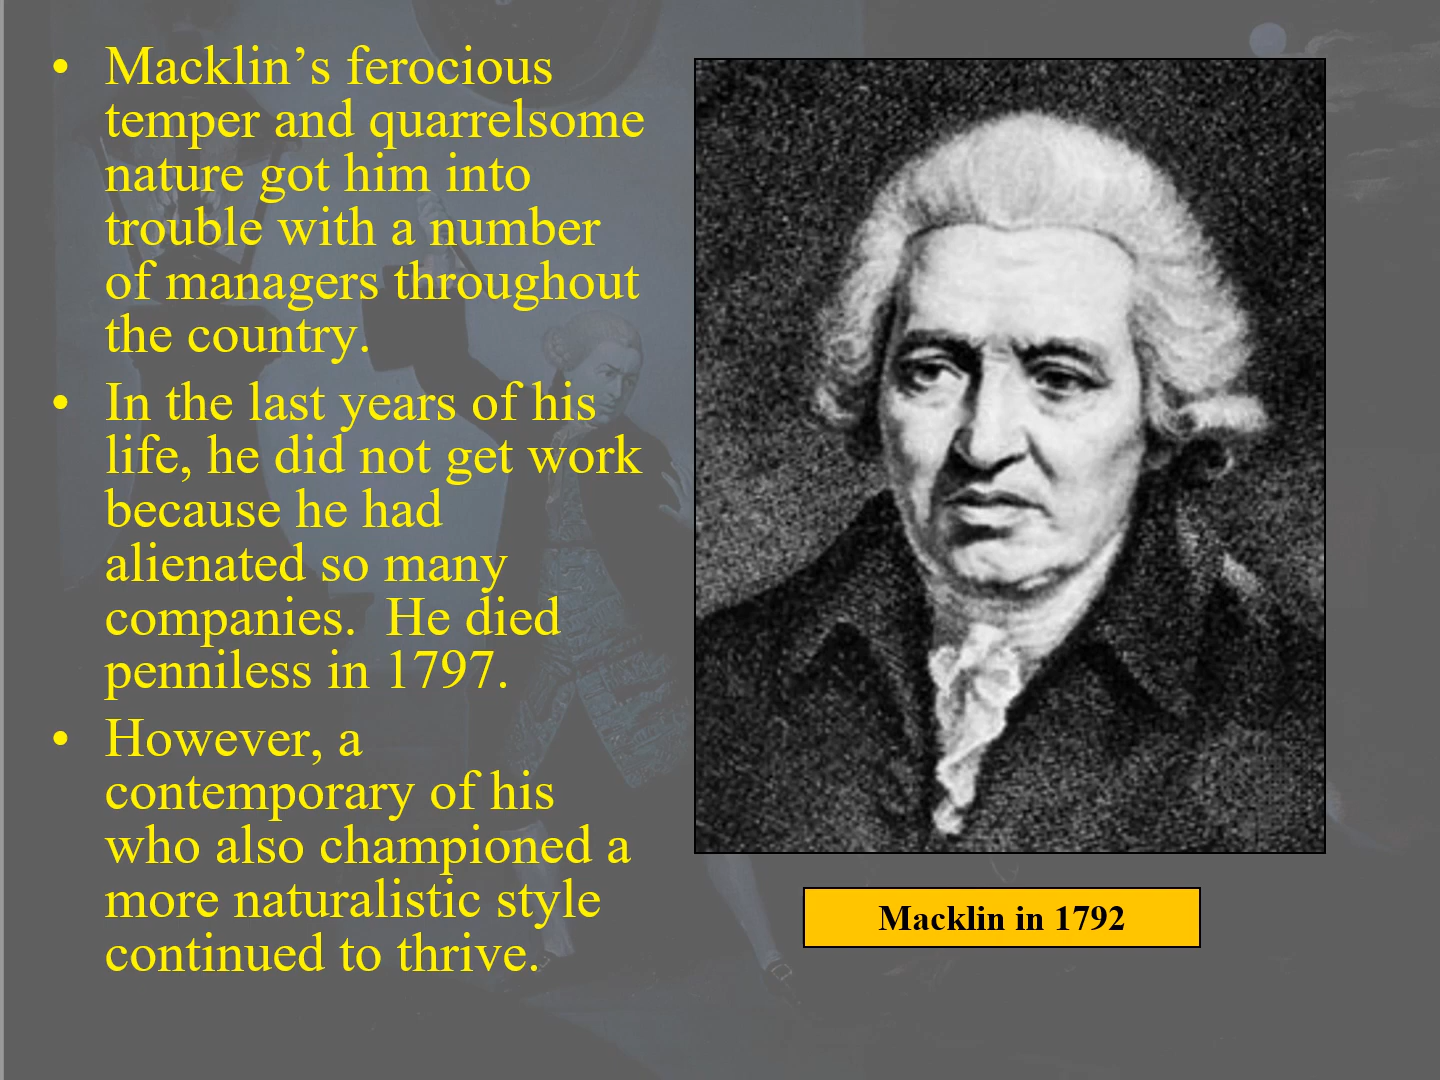 • Macklin’s ferocious
temper and quarrelsome
nature got him into
trouble with a number
of managers throughout
the country.
• In the last years of his
life, he did not get work
because he had
alienated so many
companies.  He died
penniless in 1797.
• However, a
contemporary of his
who also championed a
more naturalistic style
continued to thrive.
Macklin in 1792